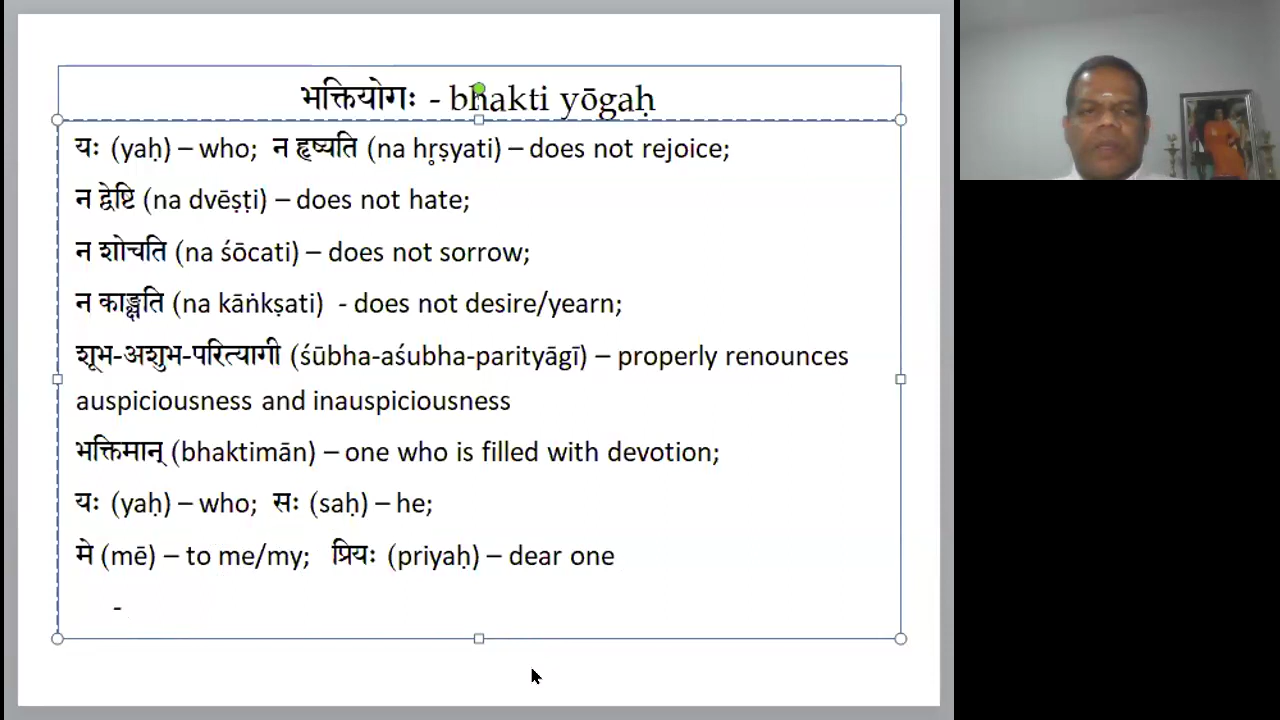 भक्तियोगः - bhakti yōgaḥ
यः (yaḥ) – who; न हृष्यति (na hr̥ṣyati) – does not rejoice;
न द्वेष्टि (na dvēṣṭi) – does not hate;
न शोचति (na śōcati) – does not sorrow;
न काङ्क्षति (na kāṅkṣati) - does not desire/yearn;
शूभ-अशुभ-परित्यागी (śūbha-aśubha-parityāgī) – properly renounces
auspiciousness and inauspiciousness
भक्तिमान् (bhaktimān) – one who is filled with devotion;
यः (yaḥ) – who; सः (saḥ) – he;
मे (mē) – to me/my; प्रियः (priyaḥ) – dear one
-